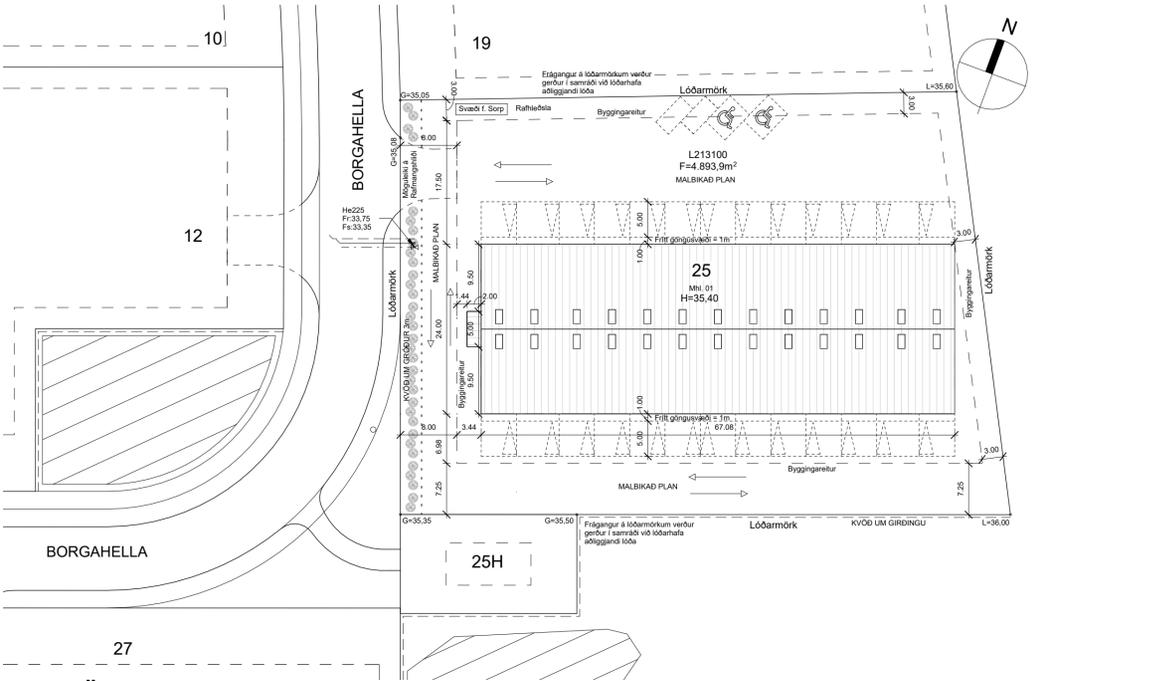 10
19
N
Frágangur á lóðarmörkum verður
gerður í samráði við lóðarhafa
aðliggjandi lóða
Lóðarmörk
L=35,60
G=35,05
3.00
Svæði f. Sorp
Rafhleðsla
Byggingareitur
3.00
BORGAHELLA
G=35,08
8.00
Möguleiki á
Rafmangshliði
17.50
L213100
F=4.893,9m²
MALBIKAÐ PLAN
He225
Fr:33,75
Fs:33,35
12
MALBIKAÐ PLAN
5.00
Frítt göngusvæði = 1m
1.00
3.00
Lóðarmörk
25
Mhl. 01
H=35,40
9.50
1.44
2.00
Lóðarmörk
Byggingareitur
24.00
5.00
KVÖÐ UM GRÓÐUR 3m
Byggingareitur
9.50
1.00
Frítt göngusvæði = 1m
8.00
3.44
67.08
6.98
5.00
3.00
Byggingareitur
MALBIKAÐ PLAN
7.25
7.25
G=35,35
G=35,50
Frágangur á lóðarmörkum verður
gerður í samráði við lóðarhafa
aðliggjandi lóða
Lóðarmörk
KVÖÐ UM GIRÐINGU
L=36,00
BORGAHELLA
25H
27